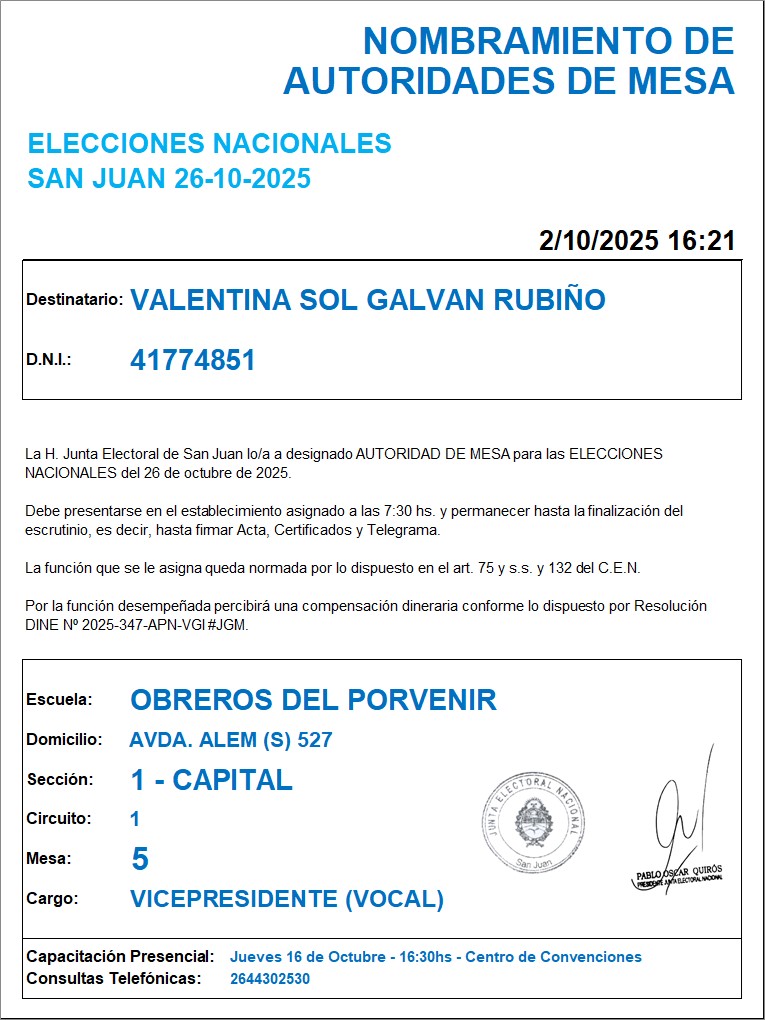 NOMBRAMIENTO DE
AUTORIDADES DE MESA
ELECCIONES NACIONALES
SAN JUAN 26-10-2025
2/10/2025 16:21
Destinatario: VALENTINA SOL GALVAN RUBIÑO
D.N.I.: 41774851
La H. Junta Electoral de San Juan lo/a a designado AUTORIDAD DE MESA para las ELECCIONES
NACIONALES del 26 de octubre de 2025.
Debe presentarse en el establecimiento asignado a las 7:30 hs. y permanecer hasta la finalización del
escrutinio, es decir, hasta firmar Acta, Certificados y Telegrama.
La función que se le asigna queda normada por lo dispuesto en el art. 75 y s.s. y 132 del C.E.N.
Por la función desempeñada percibirá una compensación dineraria conforme lo dispuesto por Resolución
DINE Nº 2025-347-APN-VGI#JGM.
Escuela: OBREROS DEL PORVENIR
Domicilio: AVDA. ALEM (S) 527
Sección: 1 - CAPITAL
Circuito: 1
Mesa: 5
Cargo: VICEPRESIDENTE (VOCAL)
JUNTA ELECTORAL NACIONAL
San Juan
PABLO OSCAR QUIRÓS
PRESIDENTE JUNTA ELECTORAL NACIONAL
Capacitación Presencial: Jueves 16 de Octubre - 16:30hs - Centro de Convenciones
Consultas Telefónicas: 2644302530